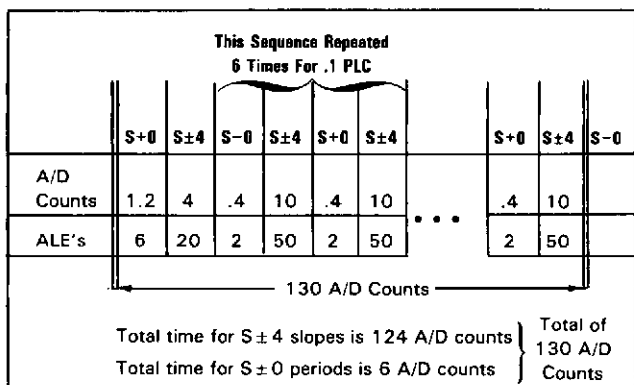 This Sequence Repeated
6 Times For .1 PLC
S+0 S±4 S−0 S±4 S+0 S±4 S+0 S±4 S−0
A/D
Counts 1.2 4 .4 10 .4 10 .4 10
ALE's 6 20 2 50 2 50 • • • 2 50
130 A/D Counts
Total time for S±4 slopes is 124 A/D counts
Total time for S±0 periods is 6 A/D counts
Total of
130 A/D
Counts